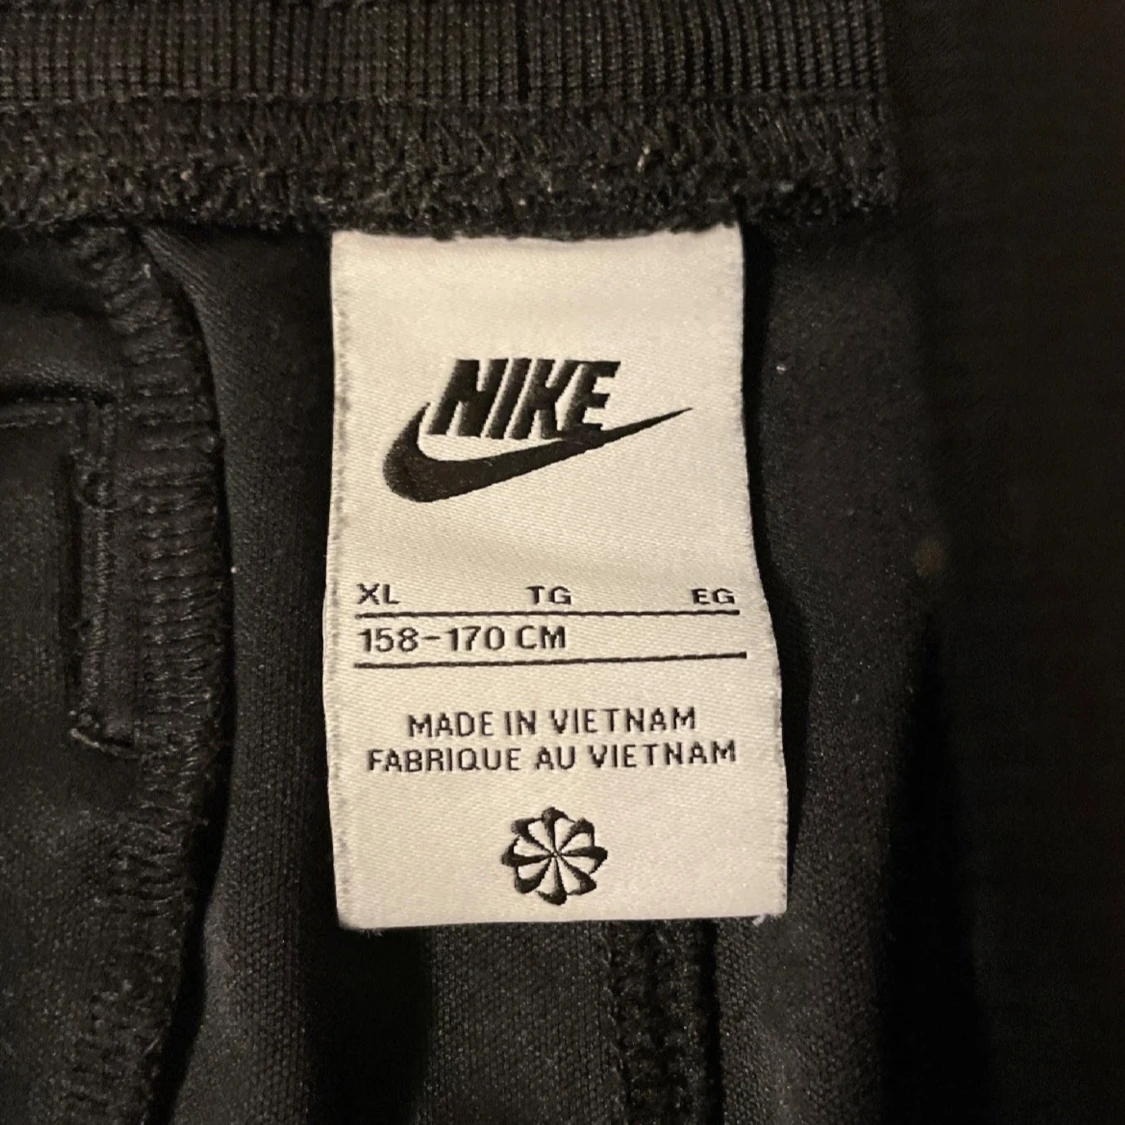 NIKE
XL TG EG
158-170 CM
MADE IN VIETNAM
FABRIQUE AU VIETNAM